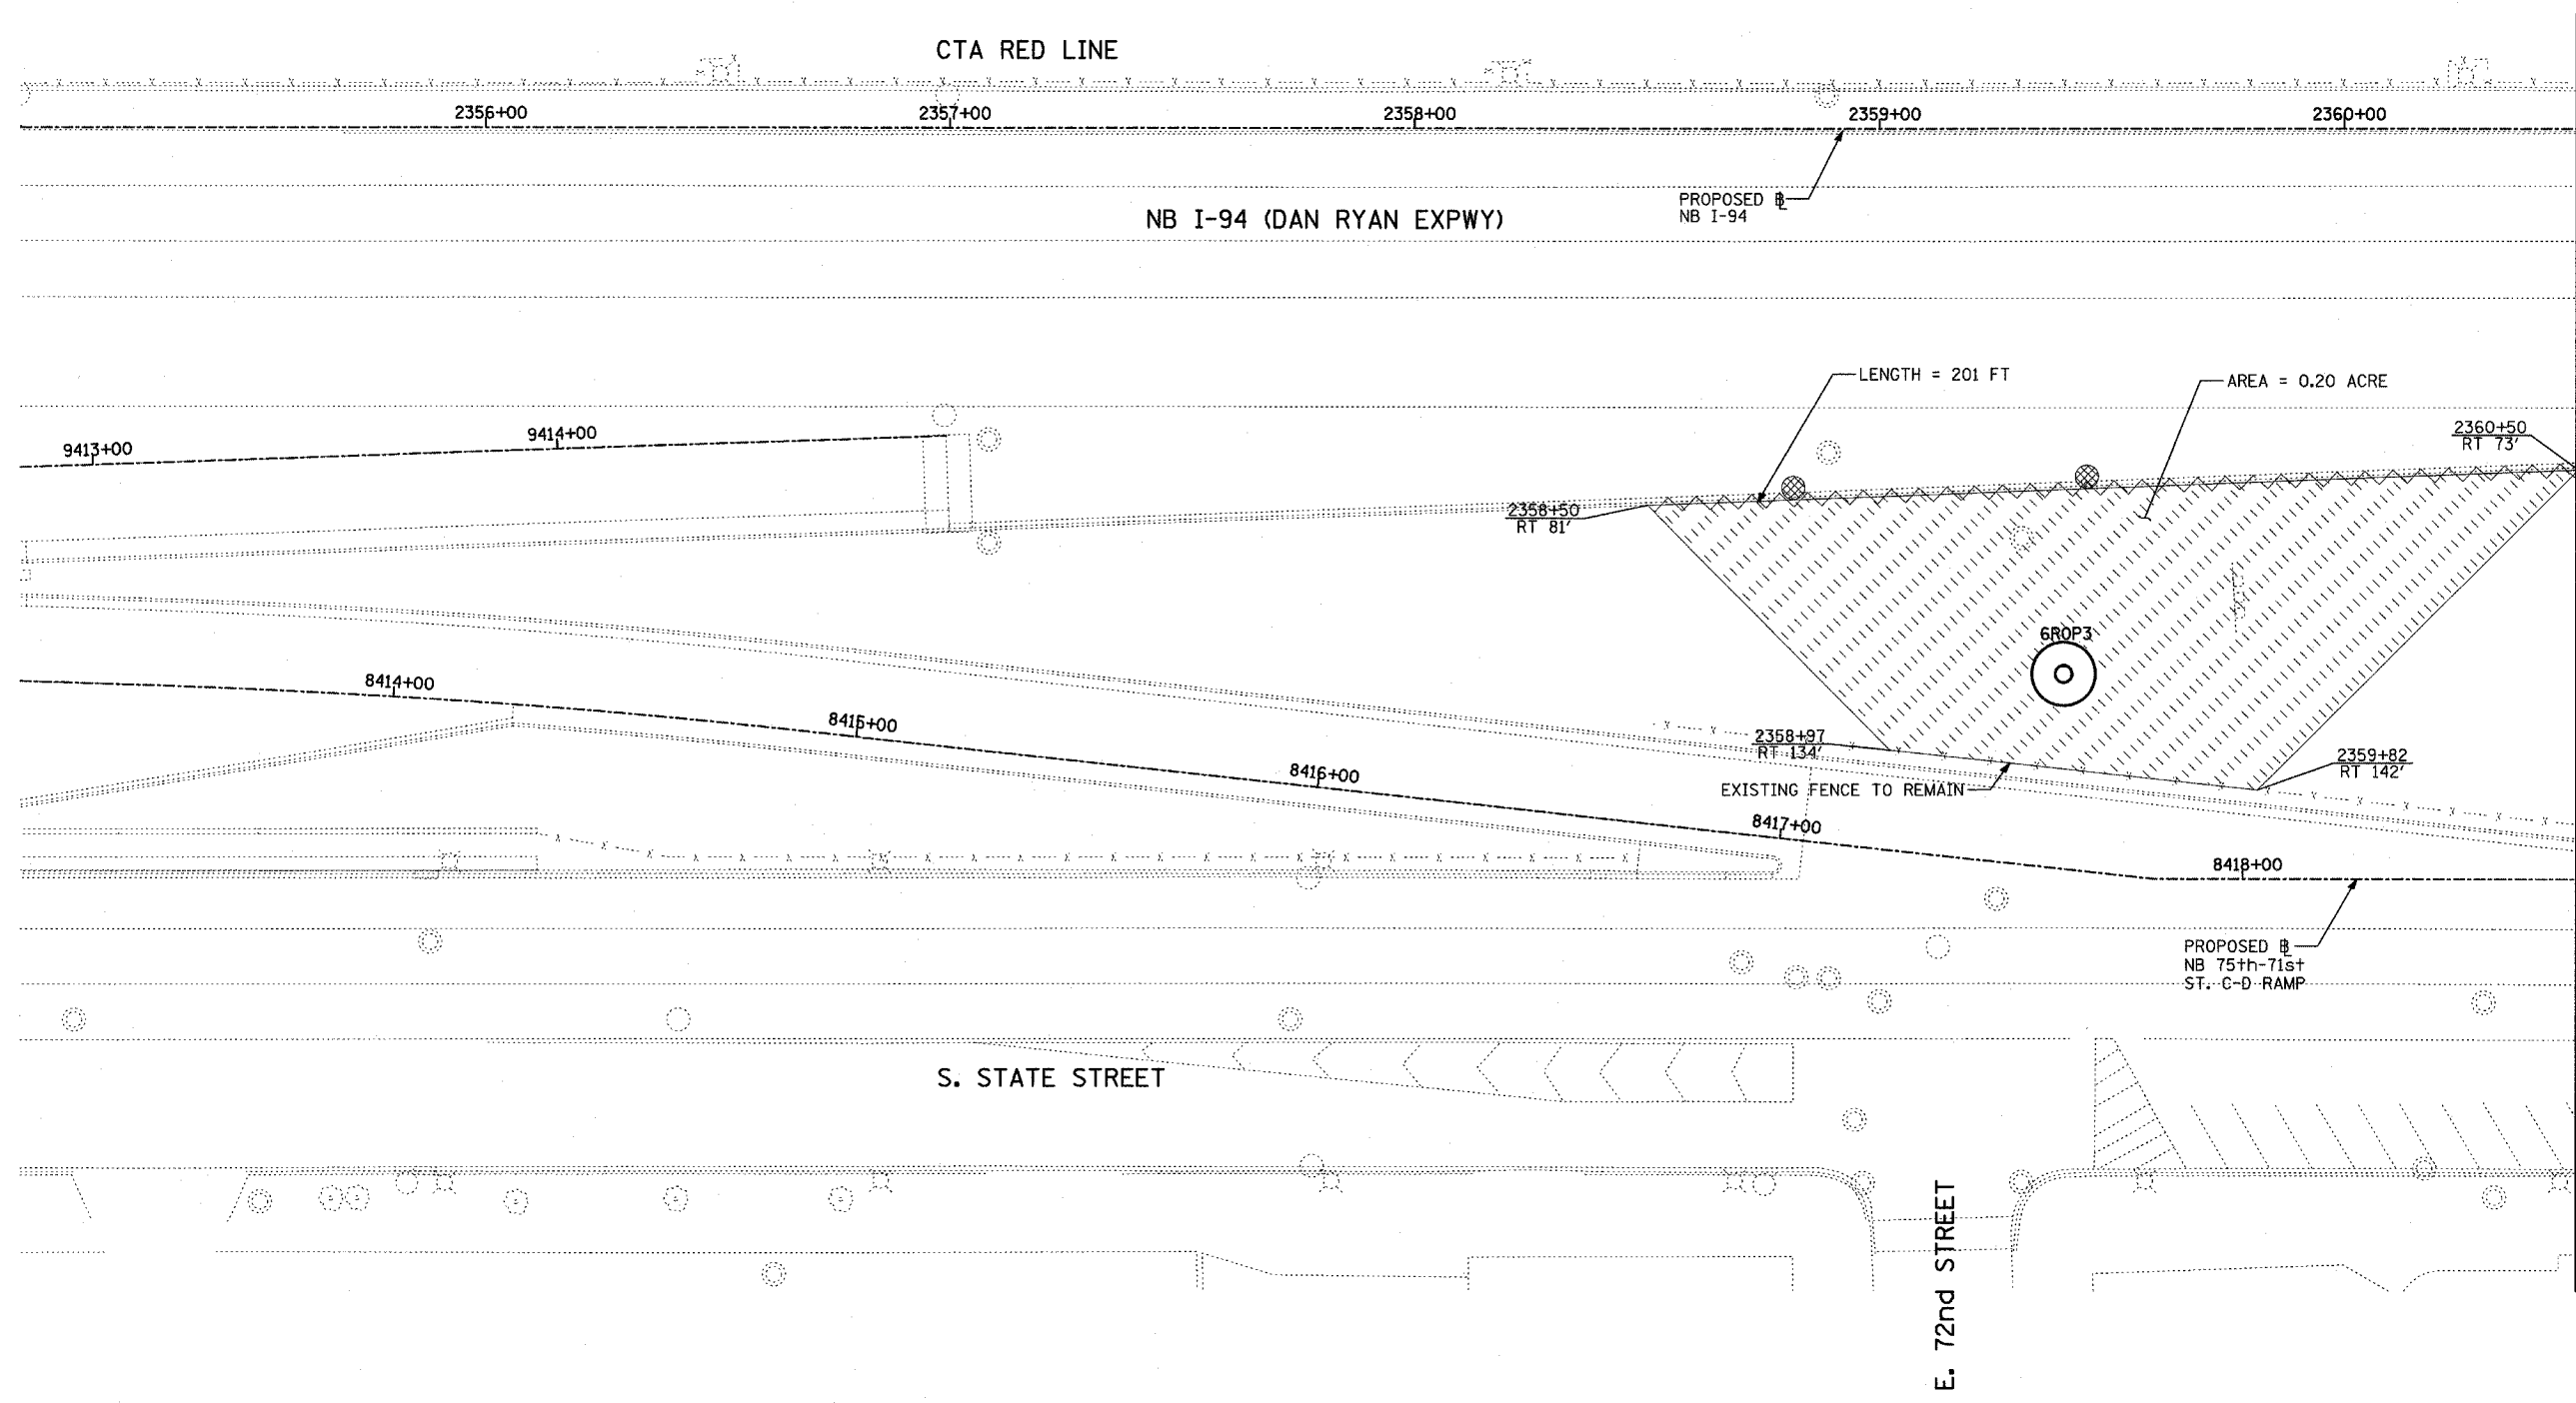 CTA RED LINE
2356+00
2357+00
2358+00
2359+00
2360+00
PROPOSED ⅊
NB I-94
NB I-94 (DAN RYAN EXPWY)
LENGTH = 201 FT
AREA = 0.20 ACRE
9413+00
9414+00
2360+50
RT 73'
2358+50
RT 81'
6ROP3
8414+00
8415+00
8416+00
8417+00
8418+00
2358+97
RT 134'
2359+82
RT 142'
EXISTING FENCE TO REMAIN
PROPOSED ⅊
NB 75th-71st
ST. C-D RAMP
S. STATE STREET
E. 72nd STREET